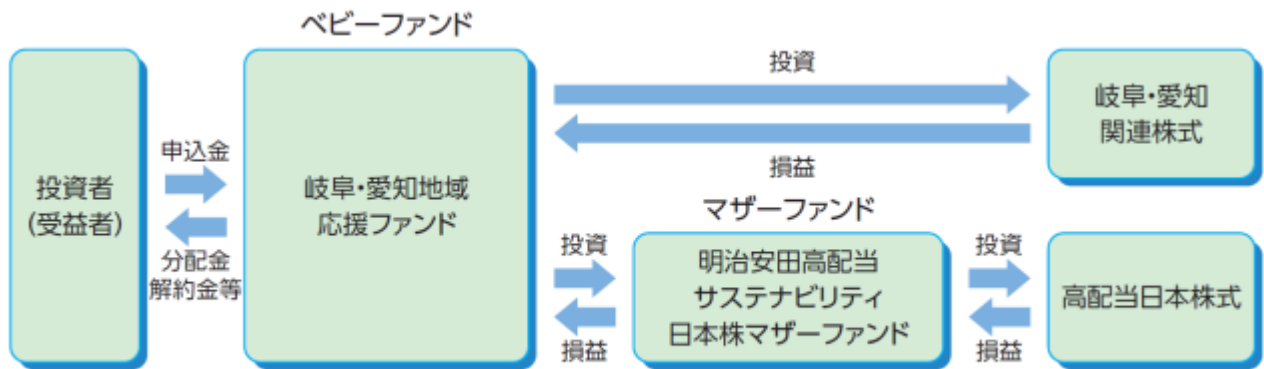 ベビーファンド
投資者
(受益者)
申込金
分配金
解約金等
岐阜・愛知地域
応援ファンド
投資
損益
岐阜・愛知
関連株式
マザーファンド
投資
損益
明治安田高配当
サステナビリティ
日本株マザーファンド
投資
損益
高配当日本株式